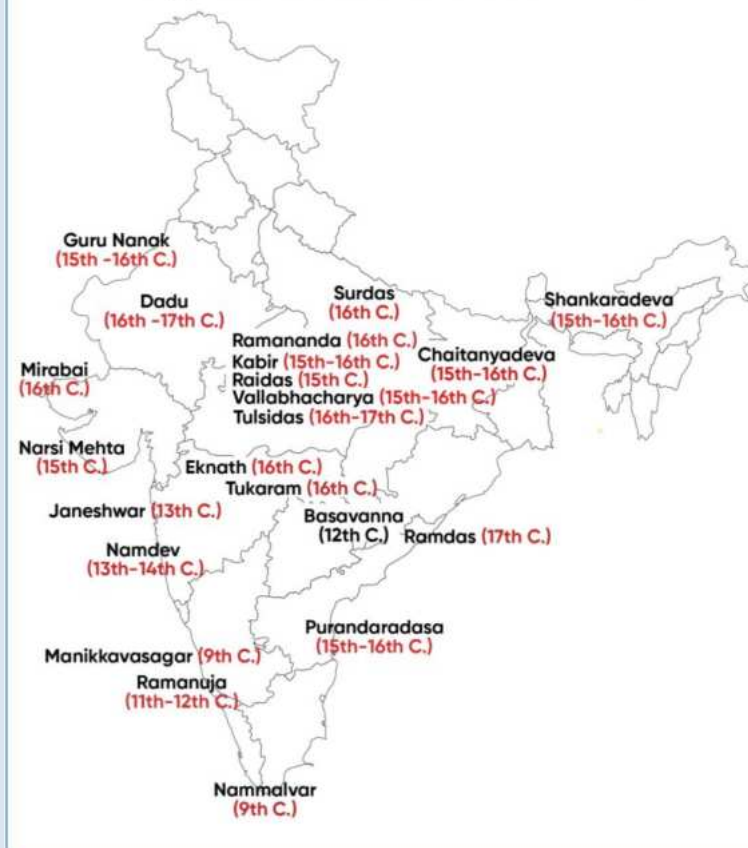 Guru Nanak
(15th -16th C.)
Dadu
(16th -17th C.)
Surdas
(16th C.)
Shankaradeva
(15th-16th C.)
Ramananda (16th C.)
Kabir (15th-16th C.)
Raidas (15th C.)
Vallabhacharya (15th-16th C.)
Tulsidas (16th-17th C.)
Chaitanyadeva
(15th-16th C.)
Mirabai
(16th C.)
Narsi Mehta
(15th C.)
Eknath (16th C.)
Tukaram (16th C.)
Janeshwar (13th C.)
Basavanna
(12th C.)
Ramdas (17th C.)
Namdev
(13th-14th C.)
Purandaradasa
(15th-16th C.)
Manikkavasagar (9th C.)
Ramanuja
(11th-12th C.)
Nammalvar
(9th C.)